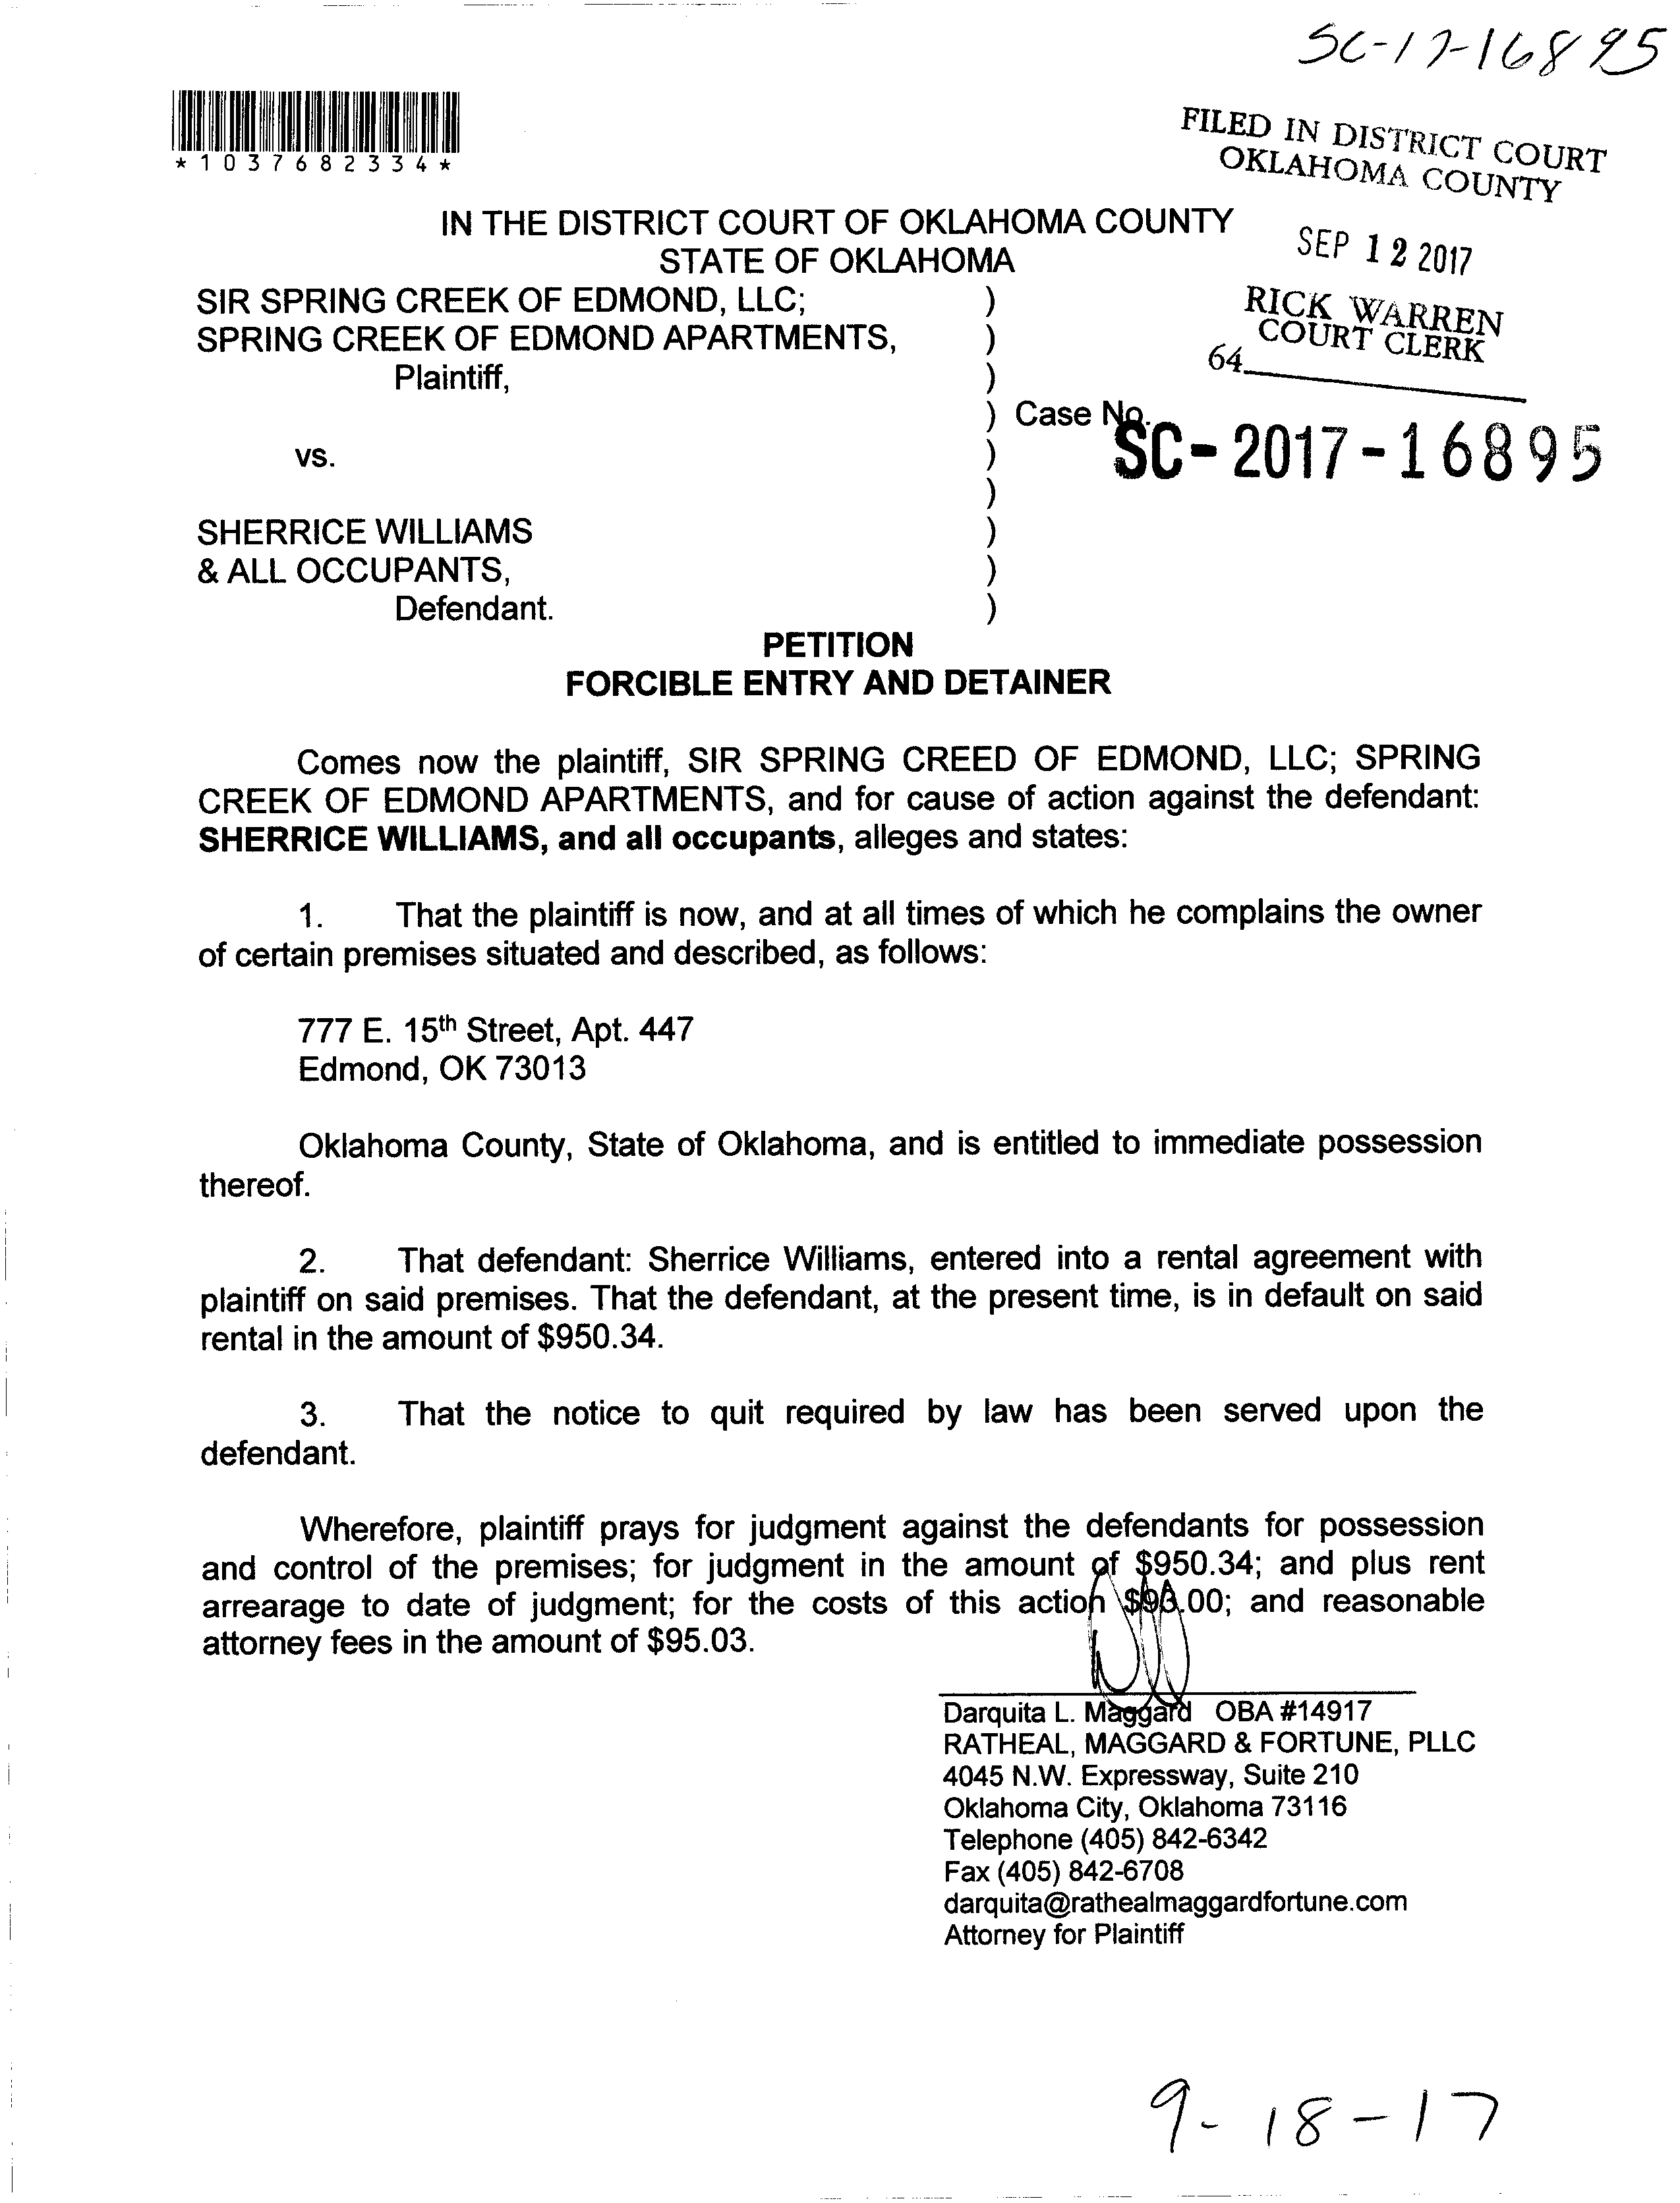 SC-17-16895
*1037682334*
FILED IN DISTRICT COURT
OKLAHOMA COUNTY
SEP 12 2017
RICK WARREN
COURT CLERK
64
IN THE DISTRICT COURT OF OKLAHOMA COUNTY
STATE OF OKLAHOMA
SIR SPRING CREEK OF EDMOND, LLC; )
SPRING CREEK OF EDMOND APARTMENTS, )
Plaintiff, )
) Case No.
SC-2017-16895
vs. )
)
SHERRICE WILLIAMS )
& ALL OCCUPANTS, )
Defendant. )
PETITION
FORCIBLE ENTRY AND DETAINER
Comes now the plaintiff, SIR SPRING CREED OF EDMOND, LLC; SPRING
CREEK OF EDMOND APARTMENTS, and for cause of action against the defendant:
SHERRICE WILLIAMS, and all occupants, alleges and states:
1. That the plaintiff is now, and at all times of which he complains the owner
of certain premises situated and described, as follows:
777 E. 15th Street, Apt. 447
Edmond, OK 73013
Oklahoma County, State of Oklahoma, and is entitled to immediate possession
thereof.
2. That defendant: Sherrice Williams, entered into a rental agreement with
plaintiff on said premises. That the defendant, at the present time, is in default on said
rental in the amount of $950.34.
3. That the notice to quit required by law has been served upon the
defendant.
Wherefore, plaintiff prays for judgment against the defendants for possession
and control of the premises; for judgment in the amount of $950.34; and plus rent
arrearage to date of judgment; for the costs of this action and reasonable
attorney fees in the amount of $95.03.
Darquita L. Maggard OBA #14917
RATHEAL, MAGGARD & FORTUNE, PLLC
4045 N.W. Expressway, Suite 210
Oklahoma City, Oklahoma 73116
Telephone (405) 842-6342
Fax (405) 842-6708
darquita@rathealmaggardfortune.com
Attorney for Plaintiff
9-18-17